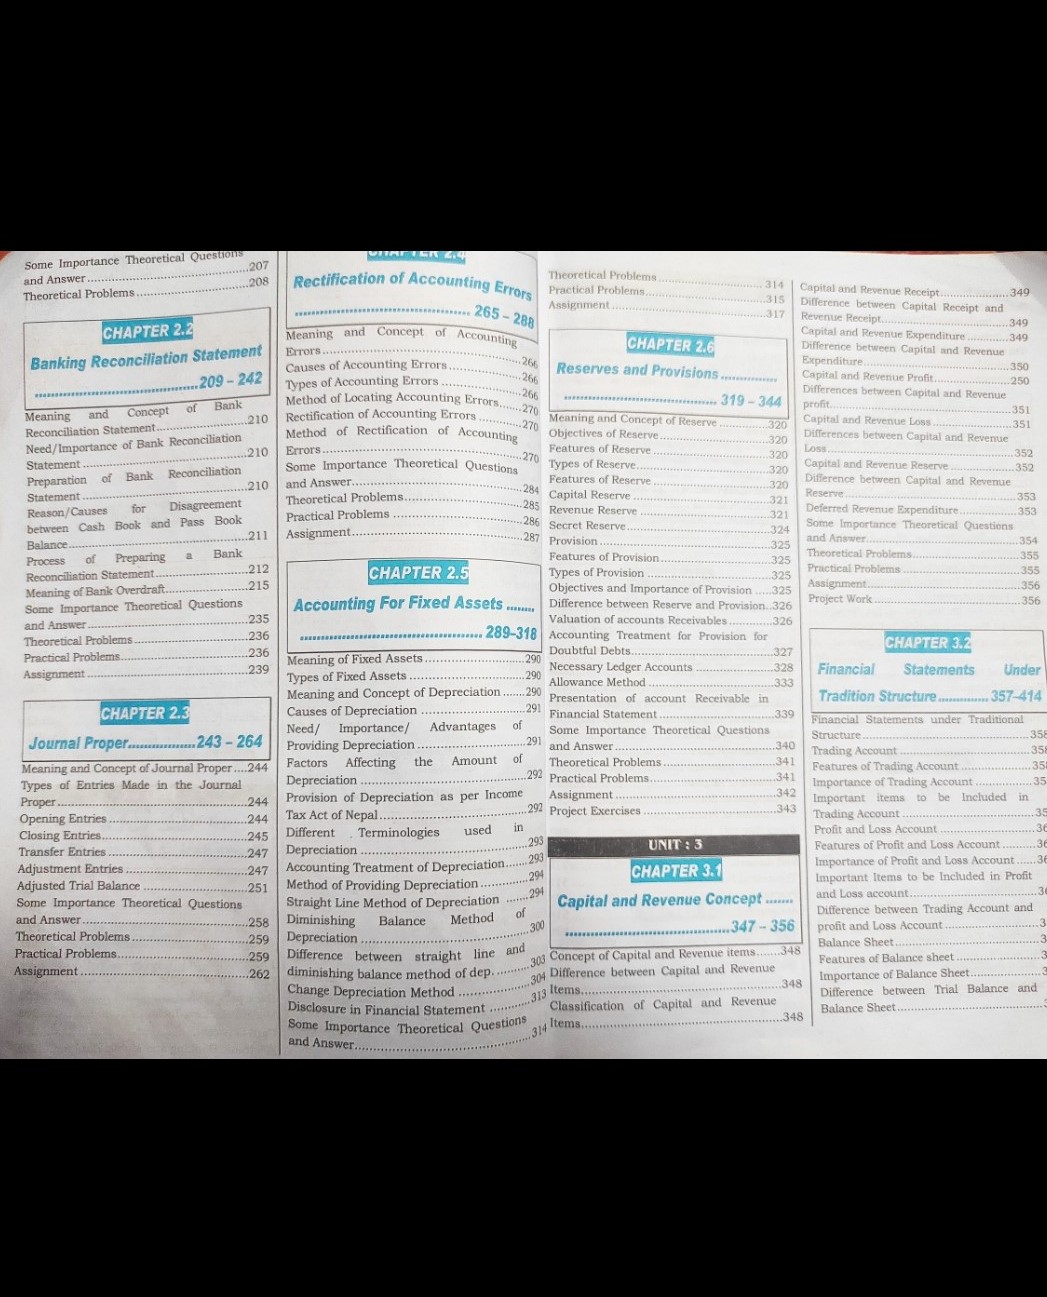 Some Importance Theoretical Questions
and Answer.....207
Theoretical Problems.....208
CHAPTER 2.2
Banking Reconciliation Statement
.....209 – 242
Meaning and Concept of Bank
Reconciliation Statement.....210
Need/Importance of Bank Reconciliation
Statement.....210
Preparation of Bank Reconciliation
Statement.....210
Reason/Causes for Disagreement
between Cash Book and Pass Book
Balance.....211
Process of Preparing a Bank
Reconciliation Statement.....212
Meaning of Bank Overdraft.....215
Some Importance Theoretical Questions
and Answer.....235
Theoretical Problems.....236
Practical Problems.....236
Assignment.....239
CHAPTER 2.3
Journal Proper.....243 – 264
Meaning and Concept of Journal Proper....244
Types of Entries Made in the Journal
Proper.....244
Opening Entries.....244
Closing Entries.....245
Transfer Entries.....247
Adjustment Entries.....247
Adjusted Trial Balance.....251
Some Importance Theoretical Questions
and Answer.....258
Theoretical Problems.....259
Practical Problems.....259
Assignment.....262
CHAPTER 2.4
Rectification of Accounting Errors
.....265 – 288
Meaning and Concept of Accounting
Errors.....266
Causes of Accounting Errors.....266
Types of Accounting Errors.....266
Method of Locating Accounting Errors.....270
Rectification of Accounting Errors.....270
Method of Rectification of Accounting
Errors.....270
Some Importance Theoretical Questions
and Answer.....284
Theoretical Problems.....285
Practical Problems.....286
Assignment.....287
CHAPTER 2.5
Accounting For Fixed Assets ........
.....289–318
Meaning of Fixed Assets.....290
Types of Fixed Assets.....290
Meaning and Concept of Depreciation.....290
Causes of Depreciation.....291
Need/ Importance/ Advantages of
Providing Depreciation.....291
Factors Affecting the Amount of
Depreciation.....292
Provision of Depreciation as per Income
Tax Act of Nepal.....292
Different Terminologies used in
Depreciation.....293
Accounting Treatment of Depreciation.....293
Method of Providing Depreciation.....294
Straight Line Method of Depreciation.....294
Diminishing Balance Method of
Depreciation.....300
Difference between straight line and
diminishing balance method of dep......303
Change Depreciation Method.....304
Disclosure in Financial Statement.....313
Some Importance Theoretical Questions
and Answer.....314
Theoretical Problems.....314
Practical Problems.....315
Assignment.....317
CHAPTER 2.6
Reserves and Provisions...............
.....319 – 344
Meaning and Concept of Reserve.....320
Objectives of Reserve.....320
Features of Reserve.....320
Types of Reserve.....320
Features of Reserve.....320
Capital Reserve.....321
Revenue Reserve.....321
Secret Reserve.....324
Provision.....325
Features of Provision.....325
Types of Provision.....325
Objectives and Importance of Provision.....325
Difference between Reserve and Provision..326
Valuation of accounts Receivables.....326
Accounting Treatment for Provision for
Doubtful Debts.....327
Necessary Ledger Accounts.....328
Allowance Method.....333
Presentation of account Receivable in
Financial Statement.....339
Some Importance Theoretical Questions
and Answer.....340
Theoretical Problems.....341
Practical Problems.....341
Assignment.....342
Project Exercises.....343
UNIT : 3
CHAPTER 3.1
Capital and Revenue Concept .......
.....347 – 356
Concept of Capital and Revenue items.....348
Difference between Capital and Revenue
Items.....348
Classification of Capital and Revenue
Items.....348
Capital and Revenue Receipt.....349
Difference between Capital Receipt and
Revenue Receipt.....349
Capital and Revenue Expenditure.....349
Difference between Capital and Revenue
Expenditure.....350
Capital and Revenue Profit.....250
Differences between Capital and Revenue
profit.....351
Capital and Revenue Loss.....351
Differences between Capital and Revenue
Loss.....352
Capital and Revenue Reserve.....352
Difference between Capital and Revenue
Reserve.....353
Deferred Revenue Expenditure.....353
Some Importance Theoretical Questions
and Answer.....354
Theoretical Problems.....355
Practical Problems.....355
Assignment.....356
Project Work.....356
CHAPTER 3.2
Financial Statements Under
Tradition Structure.....357–414
Financial Statements under Traditional
Structure.....358
Trading Account.....
Features of Trading Account.....
Importance of Trading Account.....
Important items to be Included in
Trading Account.....
Profit and Loss Account.....
Features of Profit and Loss Account.....
Importance of Profit and Loss Account.....
Important Items to be Included in Profit
and Loss account.....
Difference between Trading Account and
profit and Loss Account.....
Balance Sheet.....
Features of Balance sheet.....
Importance of Balance Sheet.....
Difference between Trial Balance and
Balance Sheet.....